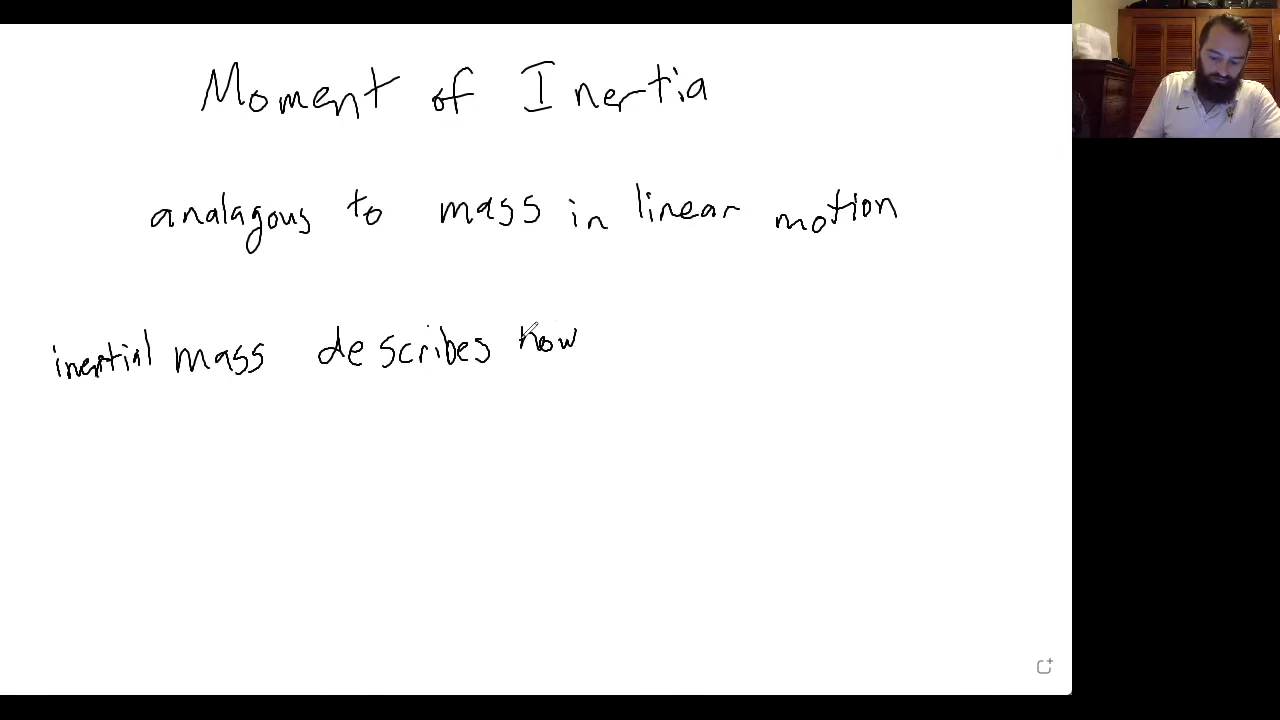 Moment of Inertia
analagous to mass in linear motion
inertial mass describes how